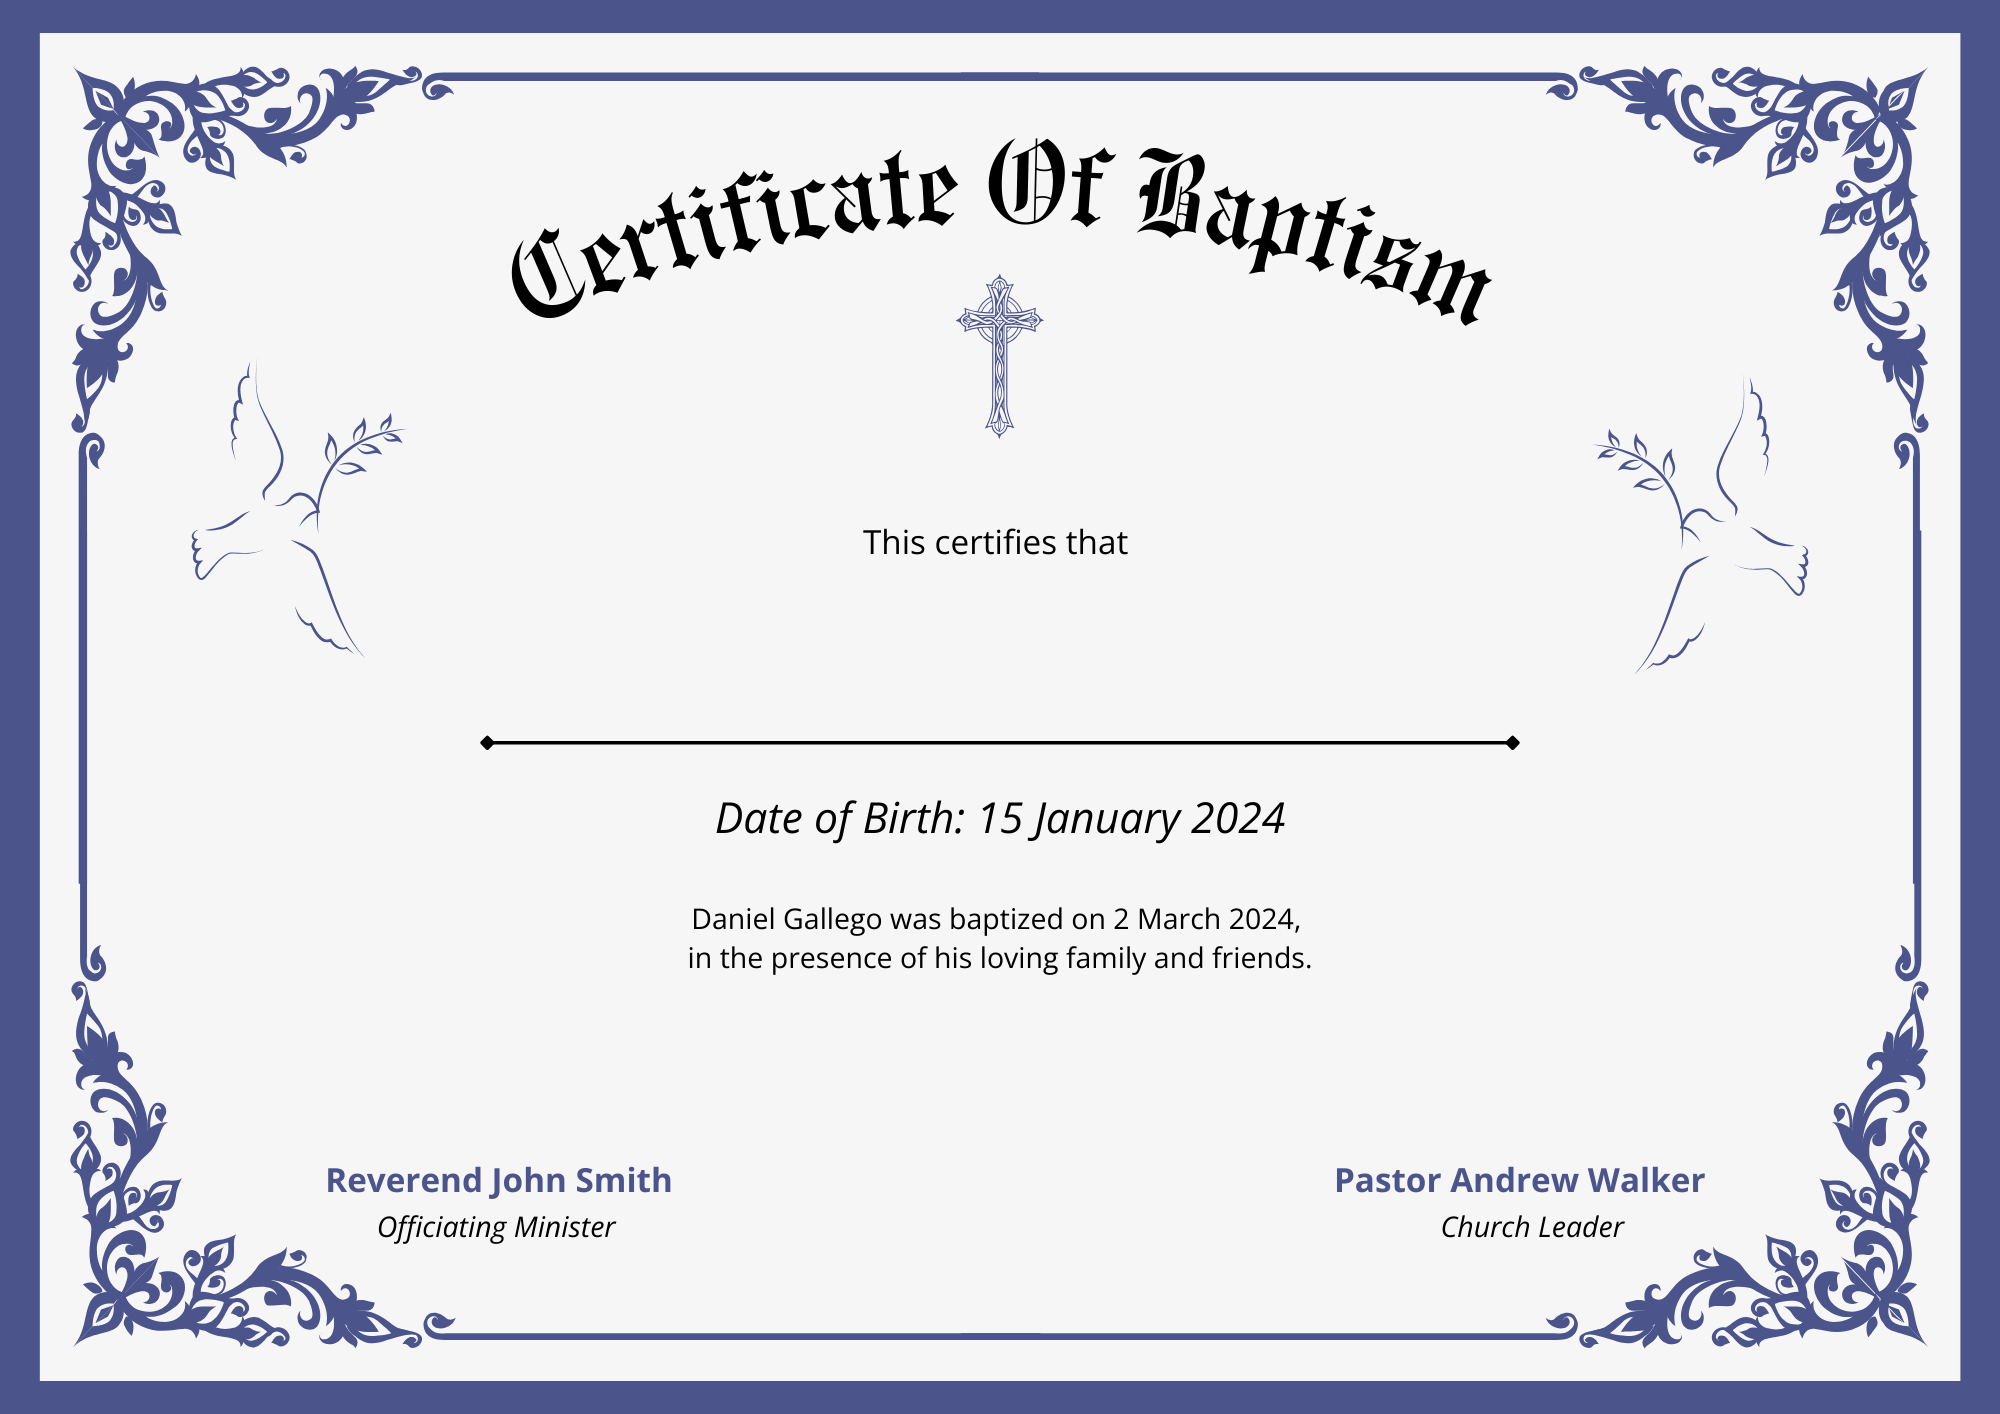 Certificate Of Baptism
This certifies that
Date of Birth: 15 January 2024
Daniel Gallego was baptized on 2 March 2024,
in the presence of his loving family and friends.
Reverend John Smith
Officiating Minister
Pastor Andrew Walker
Church Leader